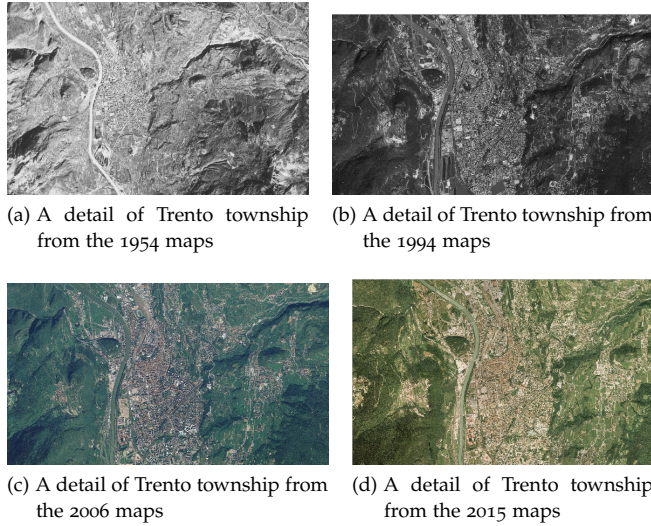 (a) A detail of Trento township
from the 1954 maps
(b) A detail of Trento township from
the 1994 maps
(c) A detail of Trento township from
the 2006 maps
(d) A detail of Trento township
from the 2015 maps